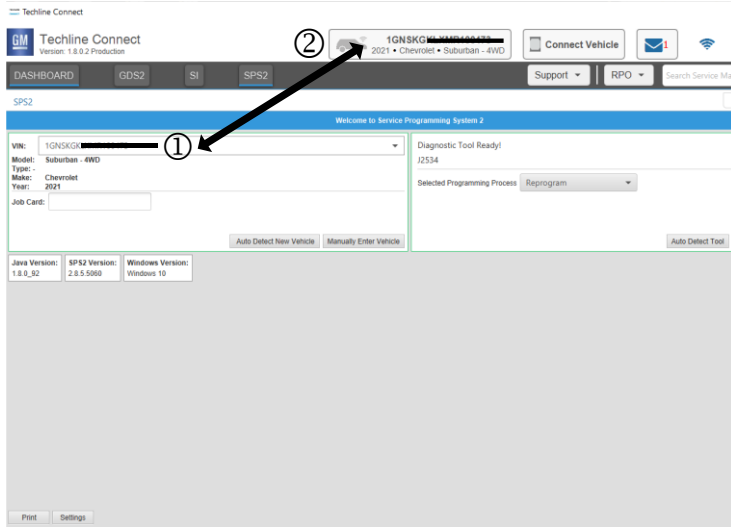 Techline Connect
GM
Techline Connect
Version: 1.8.0.2 Production
②
2021 • Chevrolet • Suburban - 4WD
Connect Vehicle
1
DASHBOARD
GDS2
SI
SPS2
Support
RPO
Search Service Ma
SPS2
Welcome to Service Programming System 2
VIN:
1GNSKGK
①
Model: Suburban - 4WD
Type: -
Make: Chevrolet
Year: 2021
Job Card:
Auto Detect New Vehicle
Manually Enter Vehicle
Diagnostic Tool Ready!
J2534
Selected Programming Process
Reprogram
Auto Detect Tool
Java Version:
1.8.0_92
SPS2 Version:
2.8.5.5060
Windows Version:
Windows 10
Print
Settings